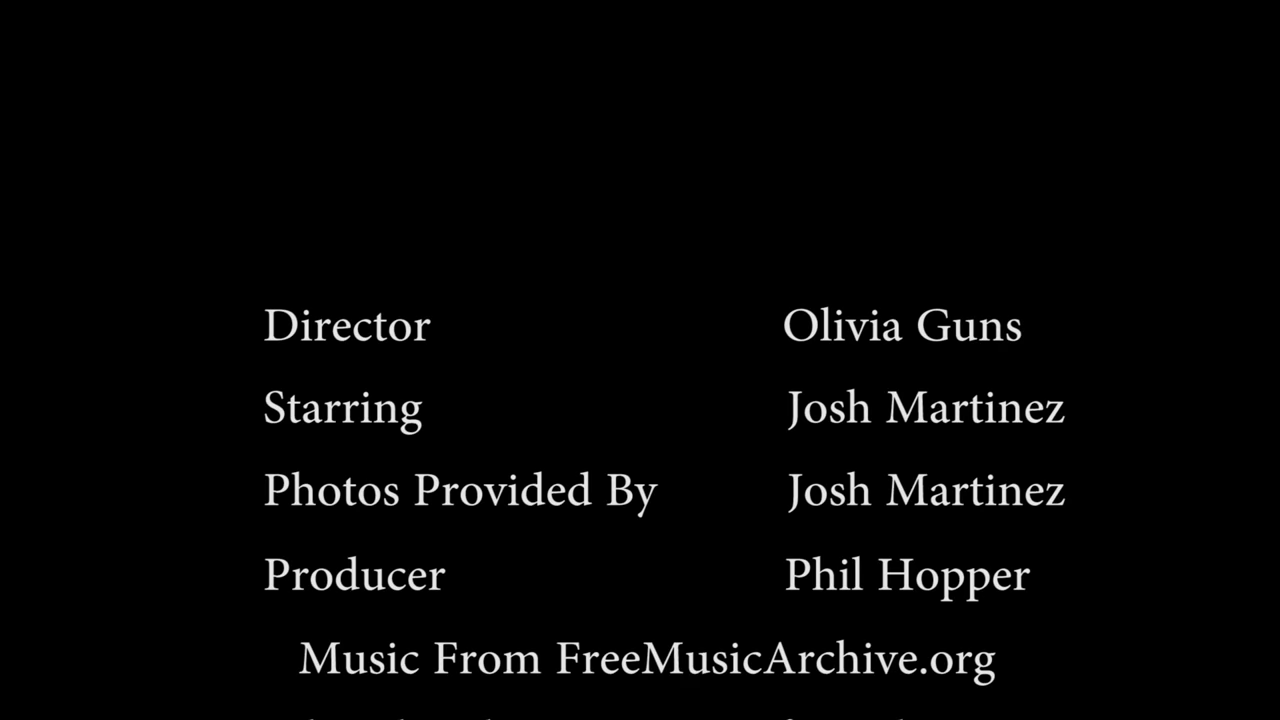 Director Olivia Guns
Starring Josh Martinez
Photos Provided By Josh Martinez
Producer Phil Hopper
Music From FreeMusicArchive.org